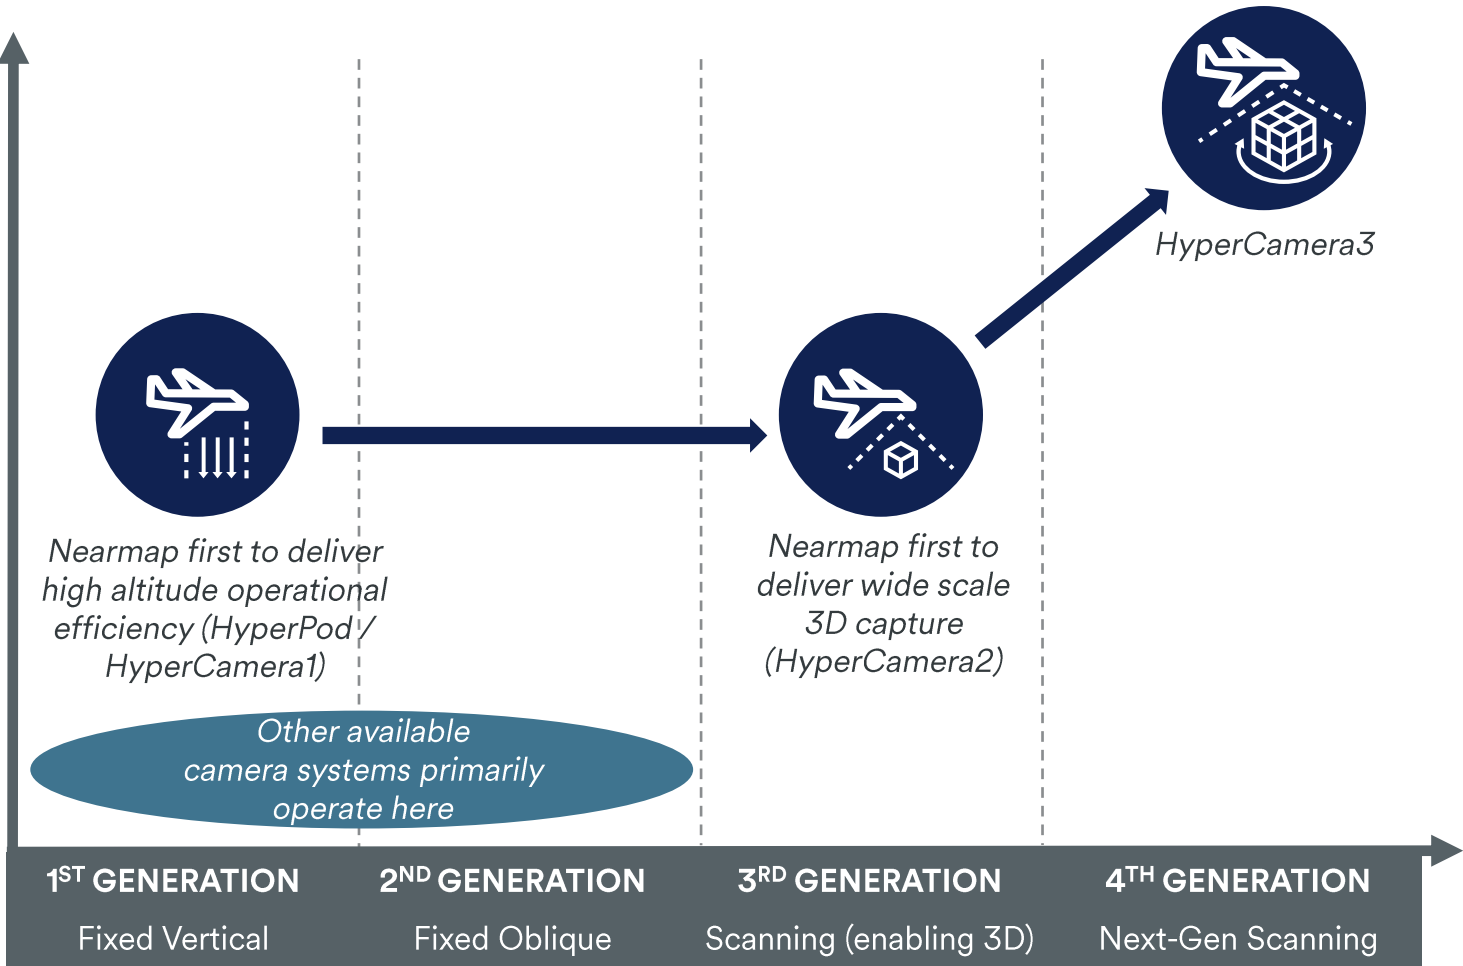 HyperCamera3
Nearmap first to deliver
high altitude operational
efficiency (HyperPod /
HyperCamera1)
Nearmap first to
deliver wide scale
3D capture
(HyperCamera2)
Other available
camera systems primarily
operate here
1ST GENERATION
Fixed Vertical
2ND GENERATION
Fixed Oblique
3RD GENERATION
Scanning (enabling 3D)
4TH GENERATION
Next-Gen Scanning